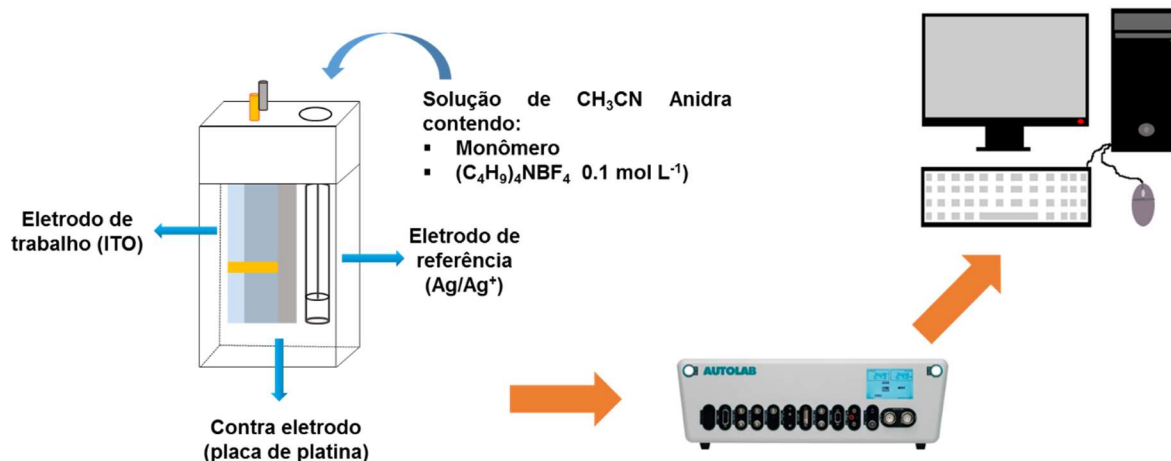 Solução de CH₃CN Anidra
contendo:
▪ Monômero
▪ (C₄H₉)₄NBF₄ 0.1 mol L⁻¹)
Eletrodo de
trabalho (ITO)
Eletrodo de
referência
(Ag/Ag⁺)
Contra eletrodo
(placa de platina)
AUTOLAB